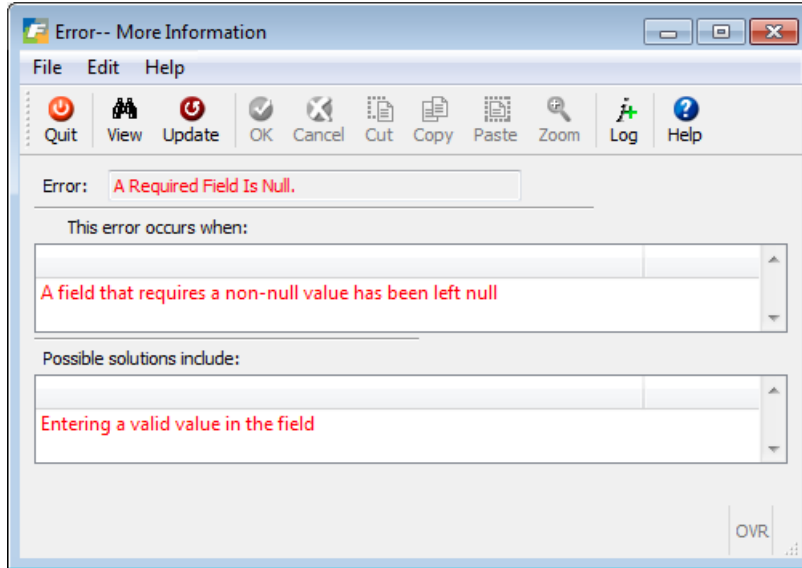 Error-- More Information
File Edit Help
Quit View Update OK Cancel Cut Copy Paste Zoom Log Help
Error: A Required Field Is Null.
This error occurs when:
A field that requires a non-null value has been left null
Possible solutions include:
Entering a valid value in the field
OVR